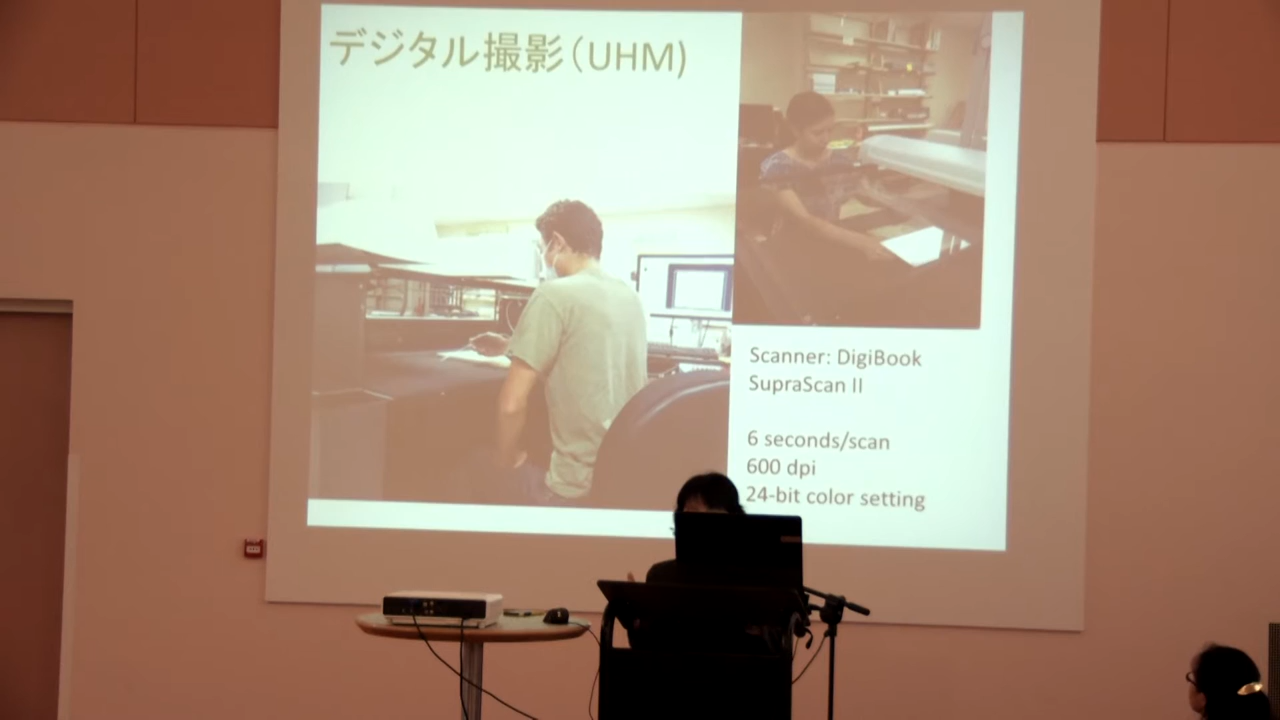 デジタル撮影(UHM)
Scanner: DigiBook
SupraScan II
6 seconds/scan
600 dpi
24-bit color setting